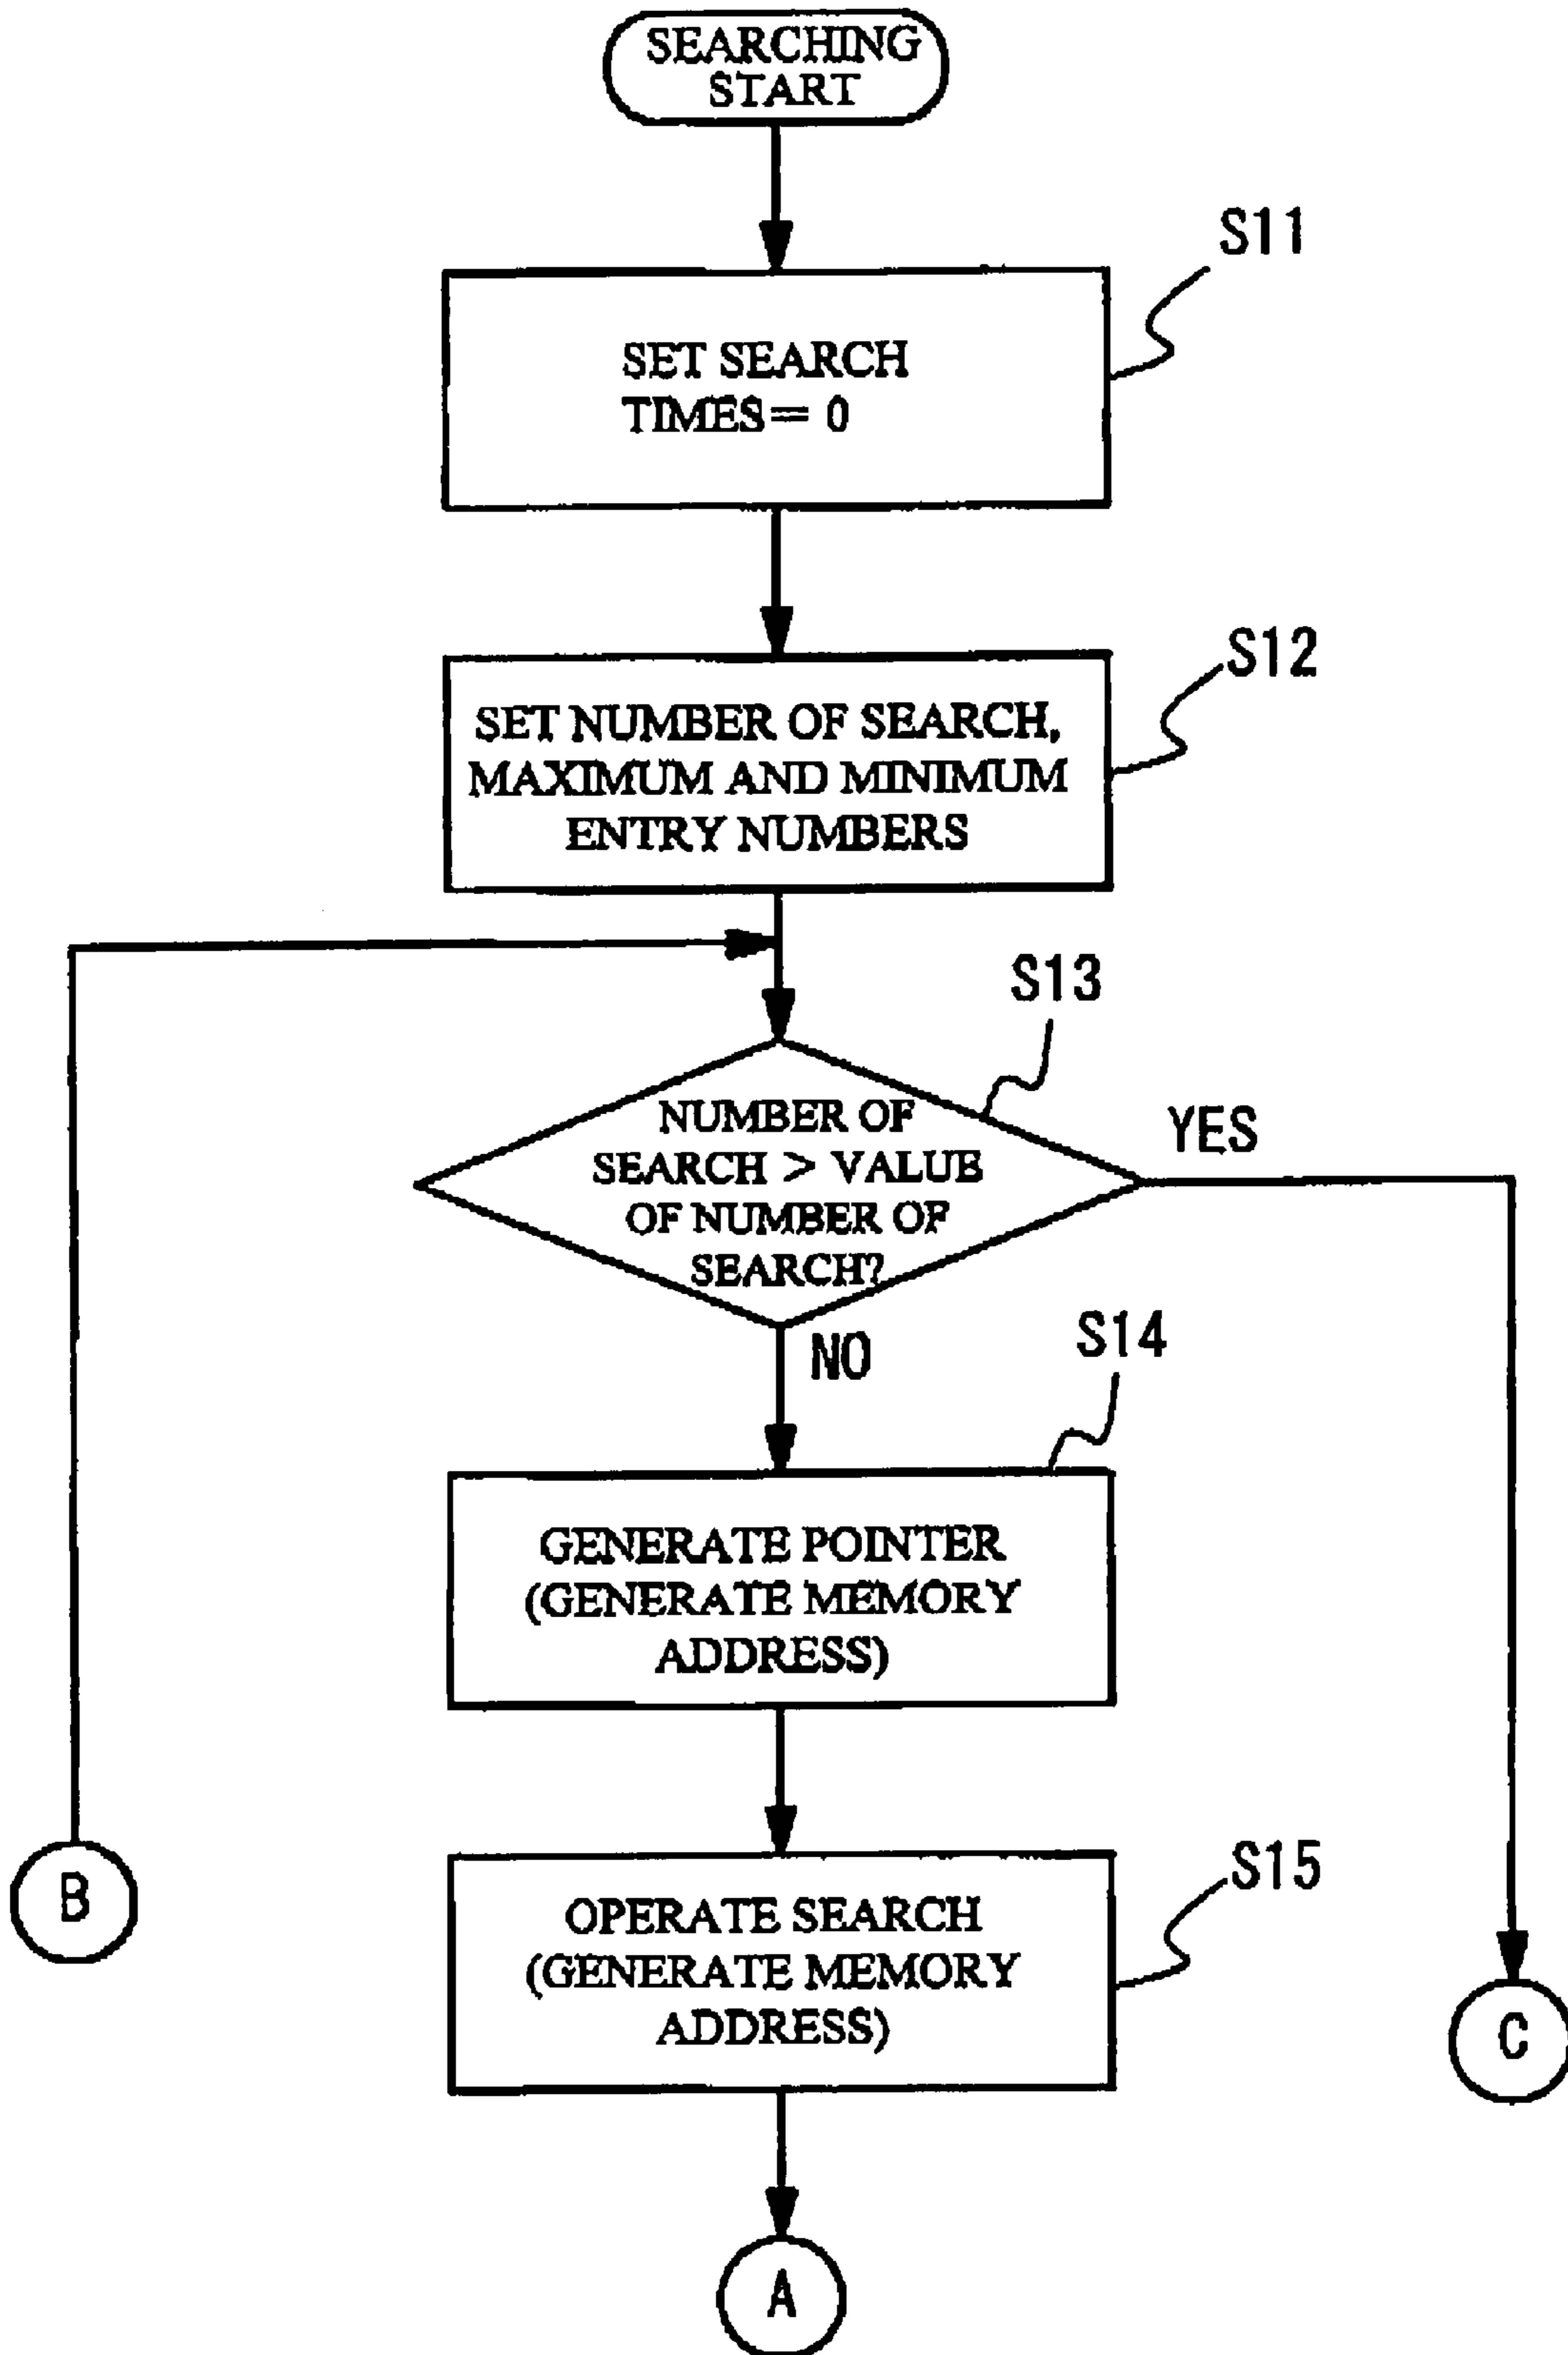 SEARCHING
START
S11
SET SEARCH
TIMES = 0
S12
SET NUMBER OF SEARCH,
MAXIMUM AND MINIMUM
ENTRY NUMBERS
S13
NUMBER OF
SEARCH > VALUE
OF NUMBER OF
SEARCH?
YES
NO
S14
GENERATE POINTER
(GENERATE MEMORY
ADDRESS)
S15
OPERATE SEARCH
(GENERATE MEMORY
ADDRESS)
B
C
A